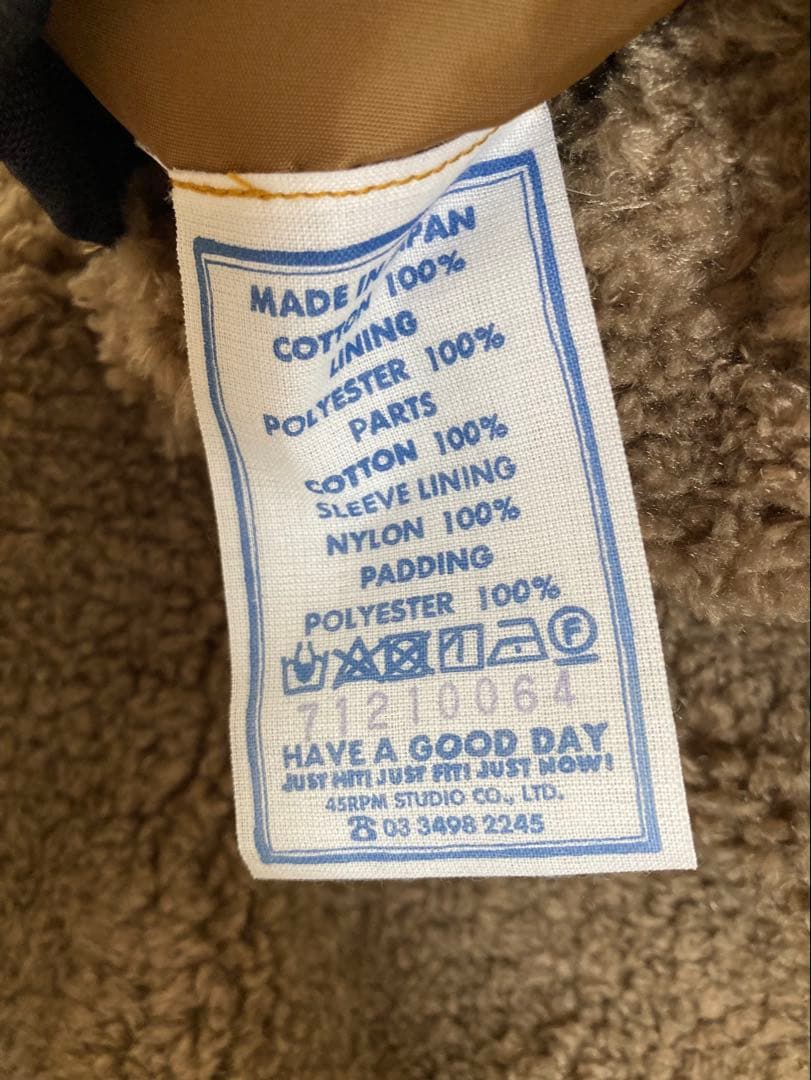 MADE IN JAPAN
COTTON 100%
LINING
POLYESTER 100%
PARTS
COTTON 100%
SLEEVE LINING
NYLON 100%
PADDING
POLYESTER 100%
F
71210064
HAVE A GOOD DAY
JUST HIT! JUST FIT! JUST NOW!
45RPM STUDIO CO., LTD.
☎ 03 3498 2245